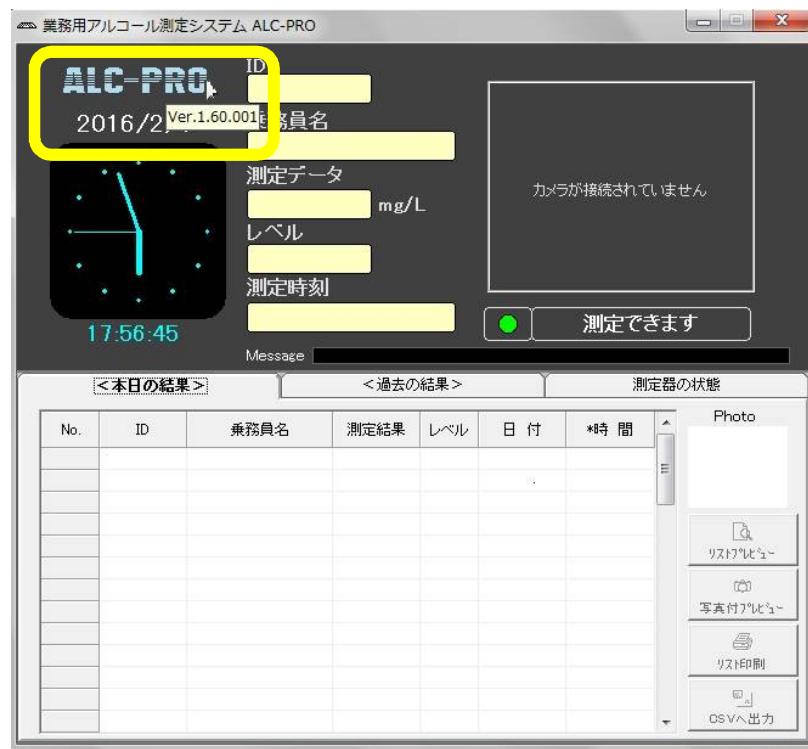 業務用アルコール測定システム ALC-PRO
ALC-PRO
Ver.1.60.001
2016/2/
17:56:45
ID
乗務員名
測定データ
mg/L
レベル
測定時刻
Message
カメラが接続されていません
測定できます
<本日の結果>
<過去の結果>
測定器の状態
No. ID 乗務員名 測定結果 レベル 日 付 *時 間
Photo
リストプレビュー
写真付プレビュー
リスト印刷
CSVへ出力